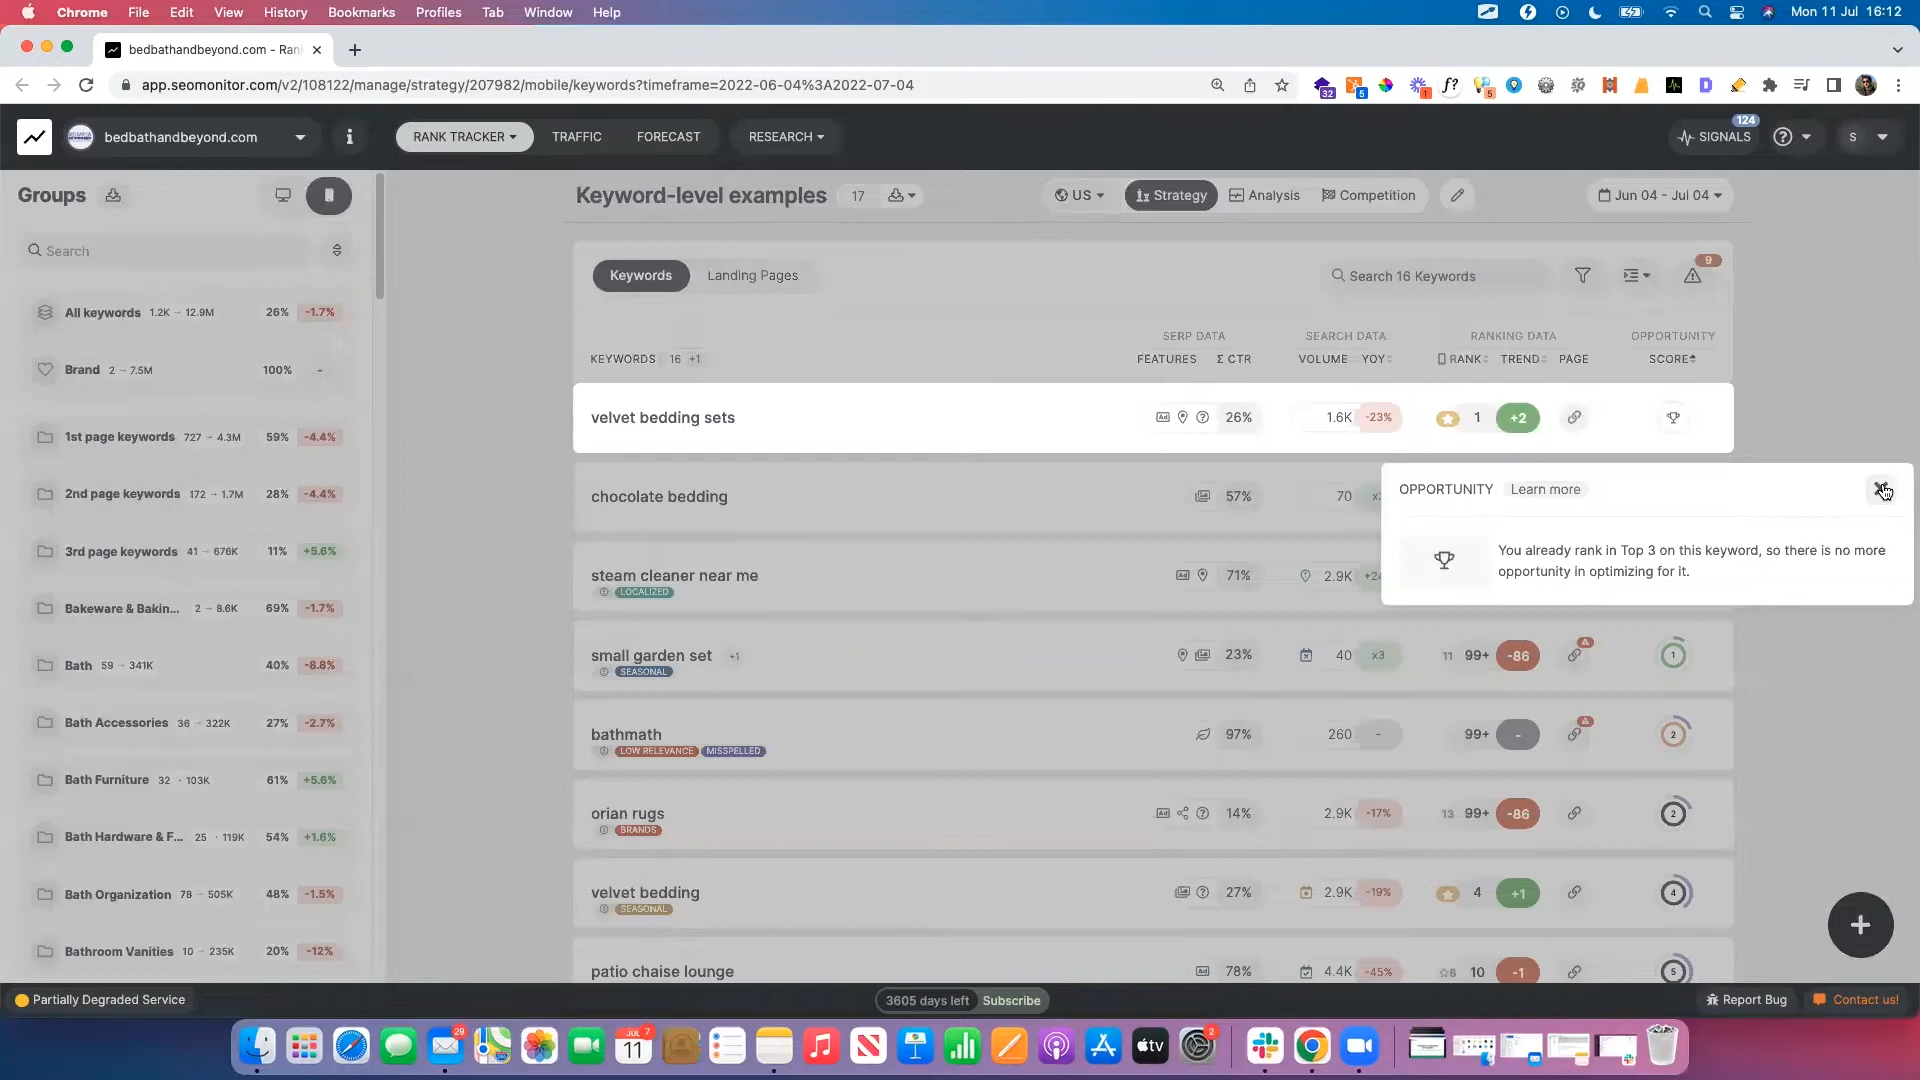 Chrome File Edit View History Bookmarks Profiles Tab Window Help Mon 11 Jul 16:12
bedbathandbeyond.com - Ran
app.seomonitor.com/v2/108122/manage/strategy/207982/mobile/keywords?timeframe=2022-06-04%3A2022-07-04
32 5 1 f? 5
bedbathandbeyond.com RANK TRACKER TRAFFIC FORECAST RESEARCH 124 SIGNALS S
Groups
Search
All keywords 1.2K 12.9M 26% -1.7%
Brand 2 7.5M 100% -
1st page keywords 727 4.3M 59% -4.4%
2nd page keywords 172 1.7M 28% -4.4%
3rd page keywords 41 676K 11% +5.6%
Bakeware & Bakin... 2 8.6K 69% -1.7%
Bath 59 341K 40% -8.8%
Bath Accessories 36 322K 27% -2.7%
Bath Furniture 32 103K 61% +5.6%
Bath Hardware & F... 25 119K 54% +1.6%
Bath Organization 78 505K 48% -1.5%
Bathroom Vanities 10 235K 20% -12%
Keyword-level examples 17 US Strategy Analysis Competition Jun 04 - Jul 04
Keywords Landing Pages Search 16 Keywords 9
SERP DATA SEARCH DATA RANKING DATA OPPORTUNITY
KEYWORDS 16 +1 FEATURES Σ CTR VOLUME YOY RANK TREND PAGE SCORE
velvet bedding sets Ad 26% 1.6K -23% 1 +2
chocolate bedding 57% 70
OPPORTUNITY Learn more
You already rank in Top 3 on this keyword, so there is no more
opportunity in optimizing for it.
steam cleaner near me Ad 71% 2.9K
LOCALIZED
small garden set +1 23% 40 x3 11 99+ -86 1
SEASONAL
bathmath 97% 260 - 99+ - 2
LOW RELEVANCE MISSPELLED
orian rugs Ad 14% 2.9K -17% 13 99+ -86 2
BRANDS
velvet bedding 27% 2.9K -19% 4 +1 4
SEASONAL
patio chaise lounge Ad 78% 4.4K -45% 6 10 -1 5
Partially Degraded Service 3605 days left Subscribe Report Bug Contact us!
29 JUL 7 11 tv 2